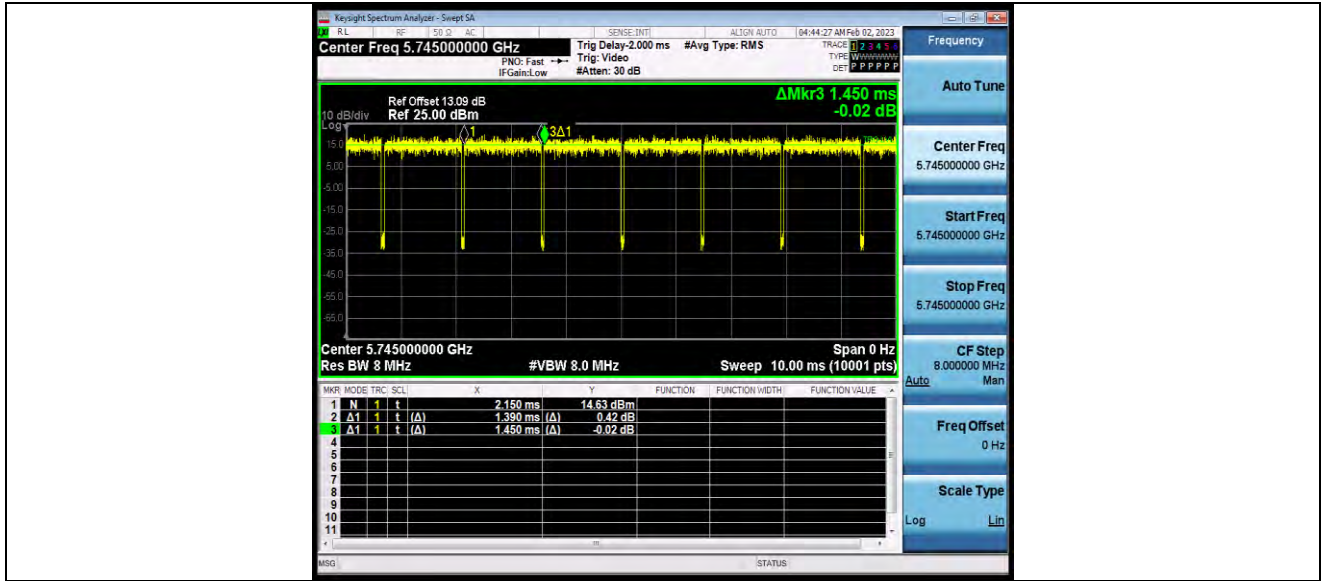 Keysight Spectrum Analyzer - Swept SA
RL RF 50 Ω AC SENSE:INT ALIGN AUTO 04:44:27 AM Feb 02, 2023
Center Freq 5.745000000 GHz
Trig Delay-2.000 ms #Avg Type: RMS
TRACE 1 2 3 4 5 6
PNO: Fast Trig: Video
TYPE WWWWWW
IFGain:Low #Atten: 30 dB
DET P P P P P P
ΔMkr3 1.450 ms
-0.02 dB
Ref Offset 13.09 dB
10 dB/div Ref 25.00 dBm
Log
1
3Δ1
15.0
5.00
-5.00
-15.0
-25.0
-35.0
-45.0
-55.0
-65.0
Center 5.745000000 GHz Span 0 Hz
Res BW 8 MHz #VBW 8.0 MHz Sweep 10.00 ms (10001 pts)
MKR MODE TRC SCL X Y FUNCTION FUNCTION WIDTH FUNCTION VALUE
1 N 1 t 2.150 ms 14.63 dBm
2 Δ1 1 t (Δ) 1.390 ms (Δ) 0.42 dB
3 Δ1 1 t (Δ) 1.450 ms (Δ) -0.02 dB
4
5
6
7
8
9
10
11
MSG STATUS
Frequency
Auto Tune
Center Freq
5.745000000 GHz
Start Freq
5.745000000 GHz
Stop Freq
5.745000000 GHz
CF Step
8.000000 MHz
Auto Man
Freq Offset
0 Hz
Scale Type
Log Lin